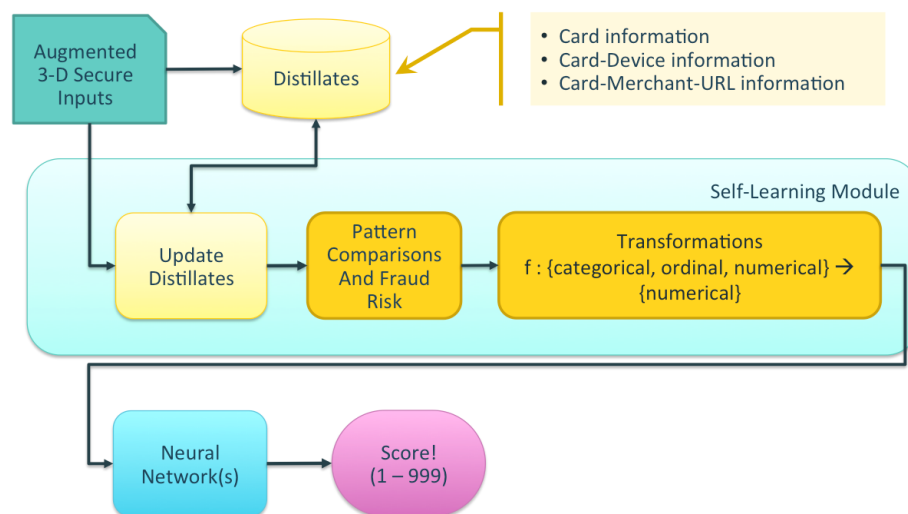 Augmented
3-D Secure
Inputs
Distillates
• Card information
• Card-Device information
• Card-Merchant-URL information
Self-Learning Module
Update
Distillates
Pattern
Comparisons
And Fraud
Risk
Transformations
f : {categorical, ordinal, numerical} →
{numerical}
Neural
Network(s)
Score!
(1 – 999)